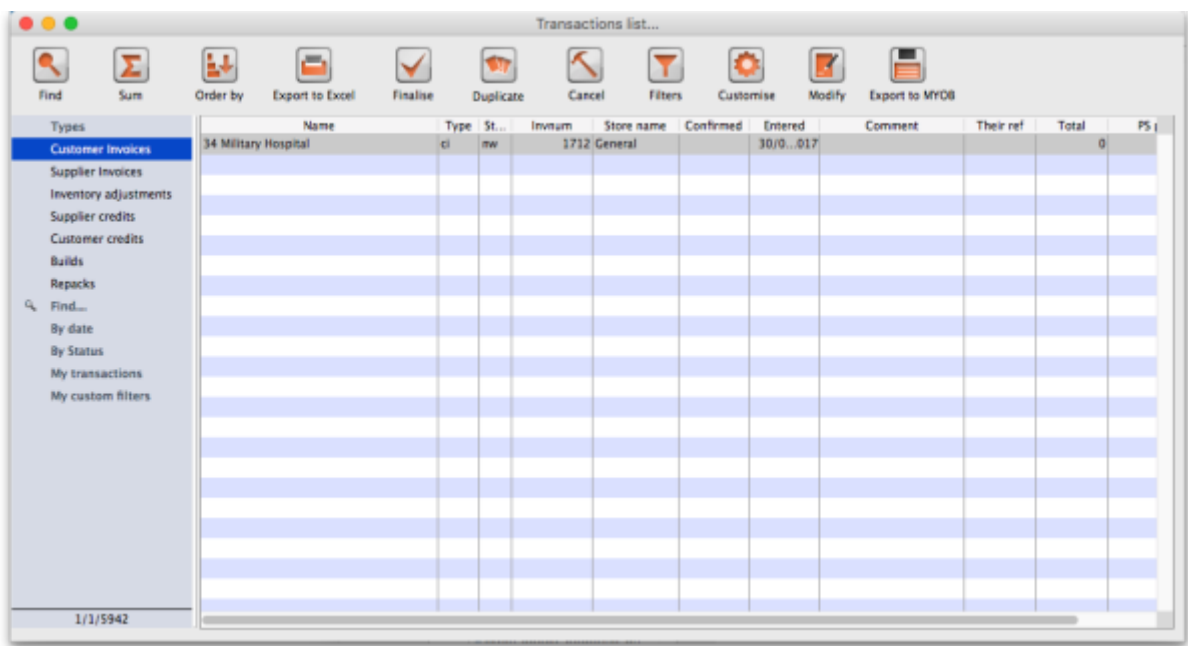 Transactions list...
Find Sum Order by Export to Excel Finalise Duplicate Cancel Filters Customise Modify Export to MYOB
Types
Customer Invoices
Supplier Invoices
Inventory adjustments
Supplier credits
Customer credits
Builds
Repacks
Find...
By date
By Status
My transactions
My custom filters
1/1/5942
Name Type St... Invnum Store name Confirmed Entered Comment Their ref Total PS
34 Military Hospital ci nw 1712 General 30/0...017 0